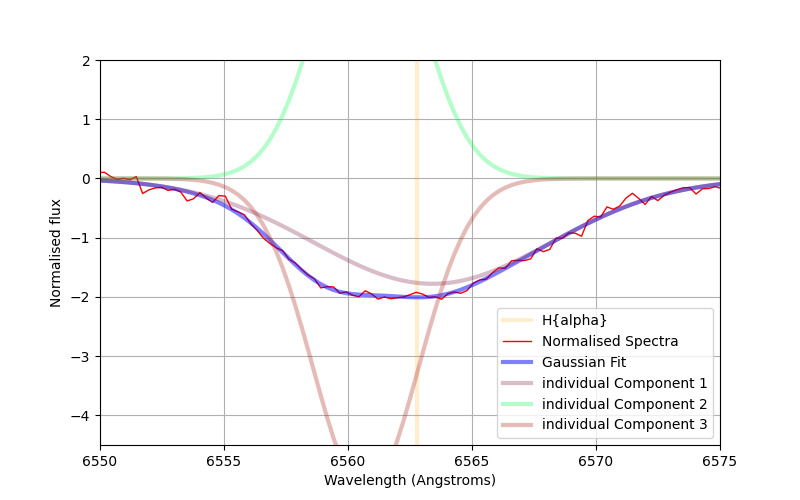 2
1
0
−1
−2
−3
−4
Normalised flux
6550 6555 6560 6565 6570 6575
Wavelength (Angstroms)
H{alpha}
Normalised Spectra
Gaussian Fit
individual Component 1
individual Component 2
individual Component 3